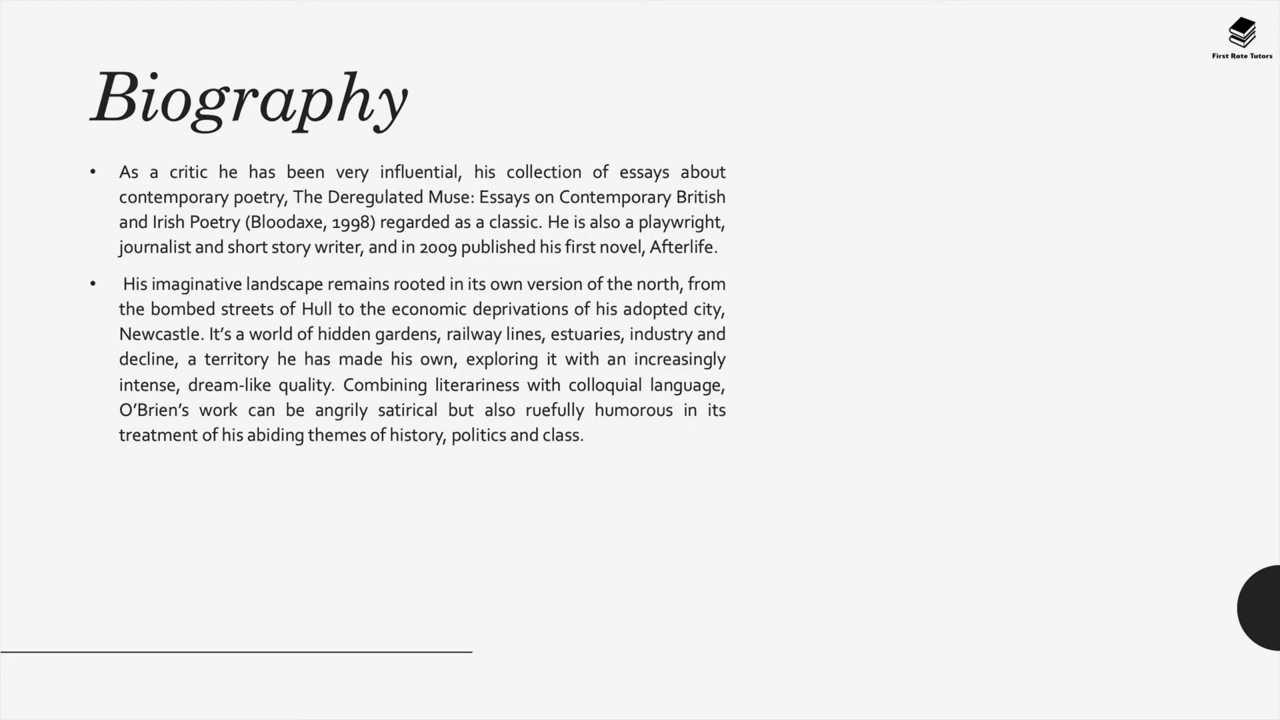 First Rate Tutors
Biography
• As a critic he has been very influential, his collection of essays about
contemporary poetry, The Deregulated Muse: Essays on Contemporary British
and Irish Poetry (Bloodaxe, 1998) regarded as a classic. He is also a playwright,
journalist and short story writer, and in 2009 published his first novel, Afterlife.
• His imaginative landscape remains rooted in its own version of the north, from
the bombed streets of Hull to the economic deprivations of his adopted city,
Newcastle. It’s a world of hidden gardens, railway lines, estuaries, industry and
decline, a territory he has made his own, exploring it with an increasingly
intense, dream-like quality. Combining literariness with colloquial language,
O’Brien’s work can be angrily satirical but also ruefully humorous in its
treatment of his abiding themes of history, politics and class.